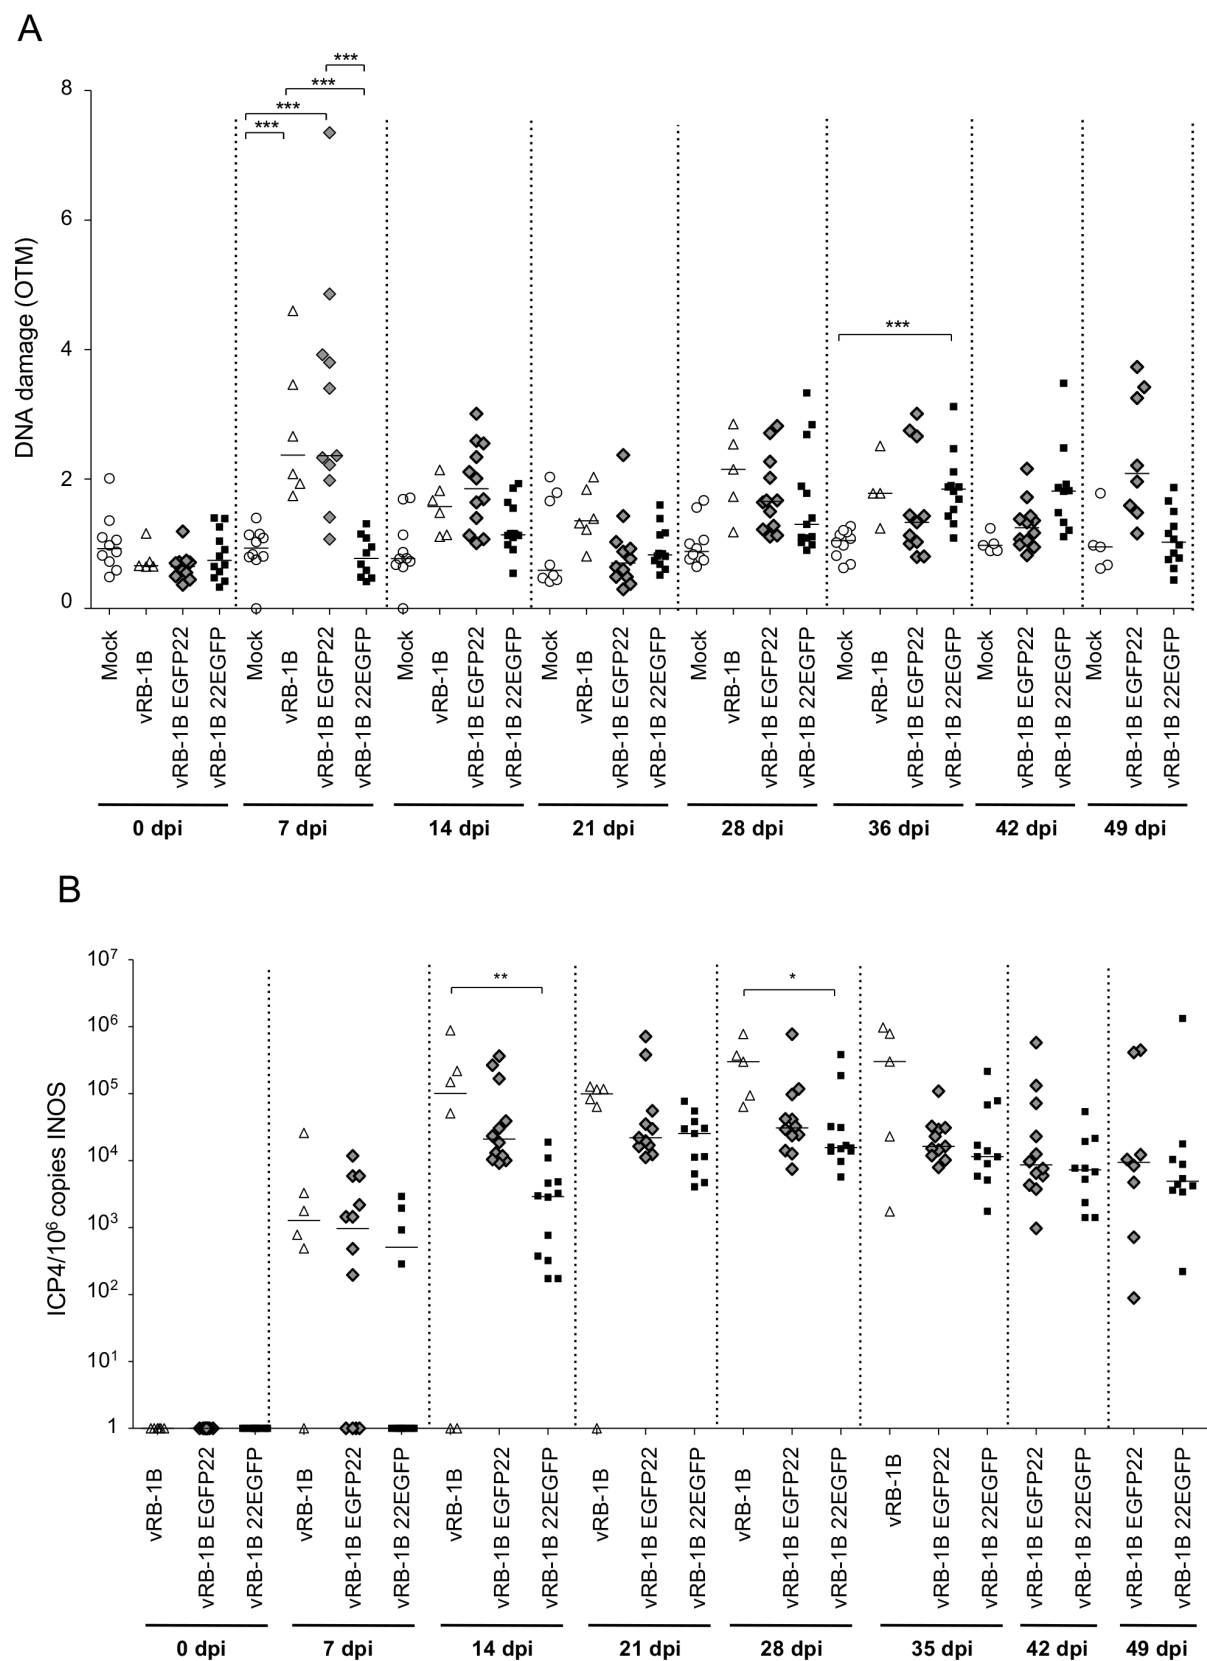 A
***
***
***
***
8
6
4
2
0
DNA damage (OTM)
***
Mock
vRB-1B
vRB-1B EGFP22
vRB-1B 22EGFP
Mock
vRB-1B
vRB-1B EGFP22
vRB-1B 22EGFP
Mock
vRB-1B
vRB-1B EGFP22
vRB-1B 22EGFP
Mock
vRB-1B
vRB-1B EGFP22
vRB-1B 22EGFP
Mock
vRB-1B
vRB-1B EGFP22
vRB-1B 22EGFP
Mock
vRB-1B
vRB-1B EGFP22
vRB-1B 22EGFP
Mock
vRB-1B EGFP22
vRB-1B 22EGFP
Mock
vRB-1B EGFP22
vRB-1B 22EGFP
0 dpi 7 dpi 14 dpi 21 dpi 28 dpi 36 dpi 42 dpi 49 dpi
B
10⁷
10⁶
10⁵
10⁴
10³
10²
10¹
1
ICP4/10⁶ copies INOS
**
*
vRB-1B
vRB-1B EGFP22
vRB-1B 22EGFP
vRB-1B
vRB-1B EGFP22
vRB-1B 22EGFP
vRB-1B
vRB-1B EGFP22
vRB-1B 22EGFP
vRB-1B
vRB-1B EGFP22
vRB-1B 22EGFP
vRB-1B
vRB-1B EGFP22
vRB-1B 22EGFP
vRB-1B
vRB-1B EGFP22
vRB-1B 22EGFP
vRB-1B EGFP22
vRB-1B 22EGFP
vRB-1B EGFP22
vRB-1B 22EGFP
0 dpi 7 dpi 14 dpi 21 dpi 28 dpi 35 dpi 42 dpi 49 dpi